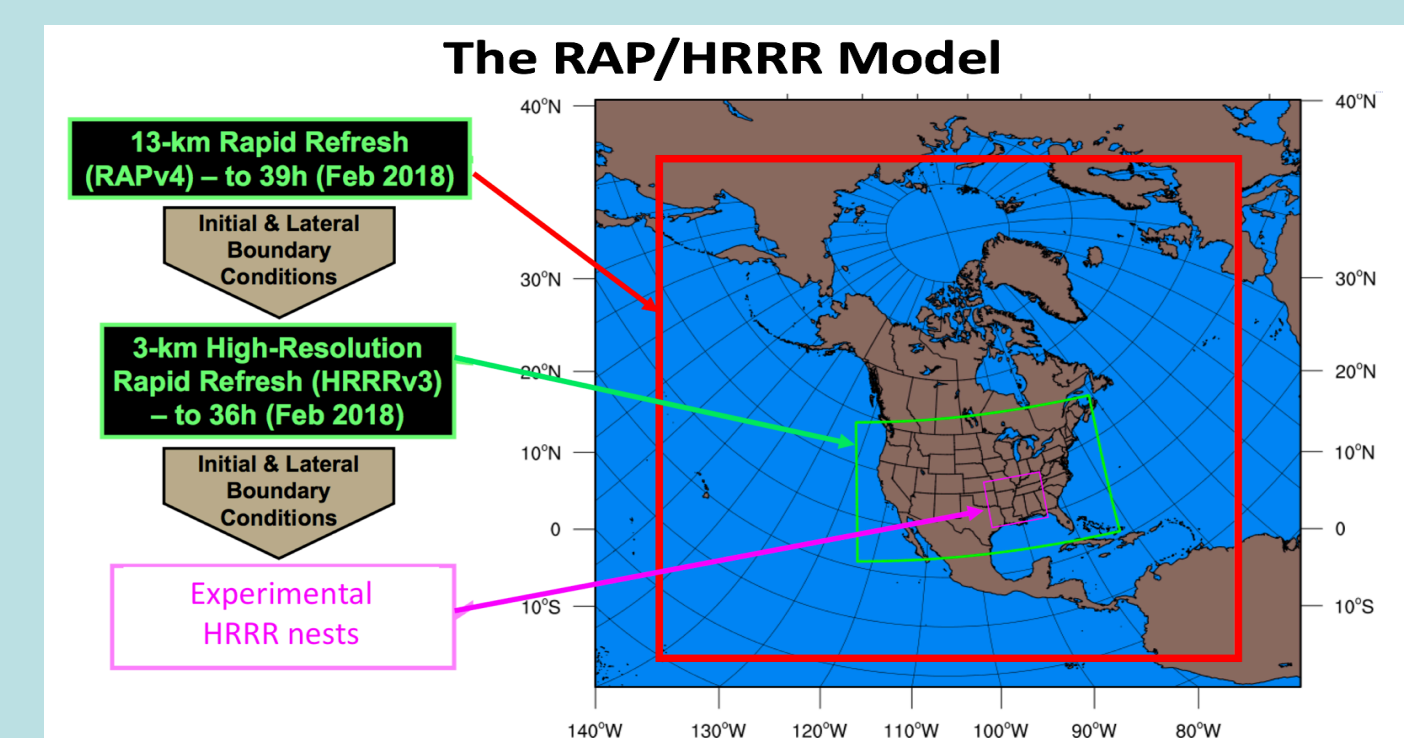 The RAP/HRRR Model
13-km Rapid Refresh
(RAPv4) – to 39h (Feb 2018)
Initial & Lateral
Boundary
Conditions
3-km High-Resolution
Rapid Refresh (HRRRv3)
– to 36h (Feb 2018)
Initial & Lateral
Boundary
Conditions
Experimental
HRRR nests
40°N
30°N
20°N
10°N
0
10°S
40°N
30°N
20°N
10°N
0
10°S
140°W 130°W 120°W 110°W 100°W 90°W 80°W